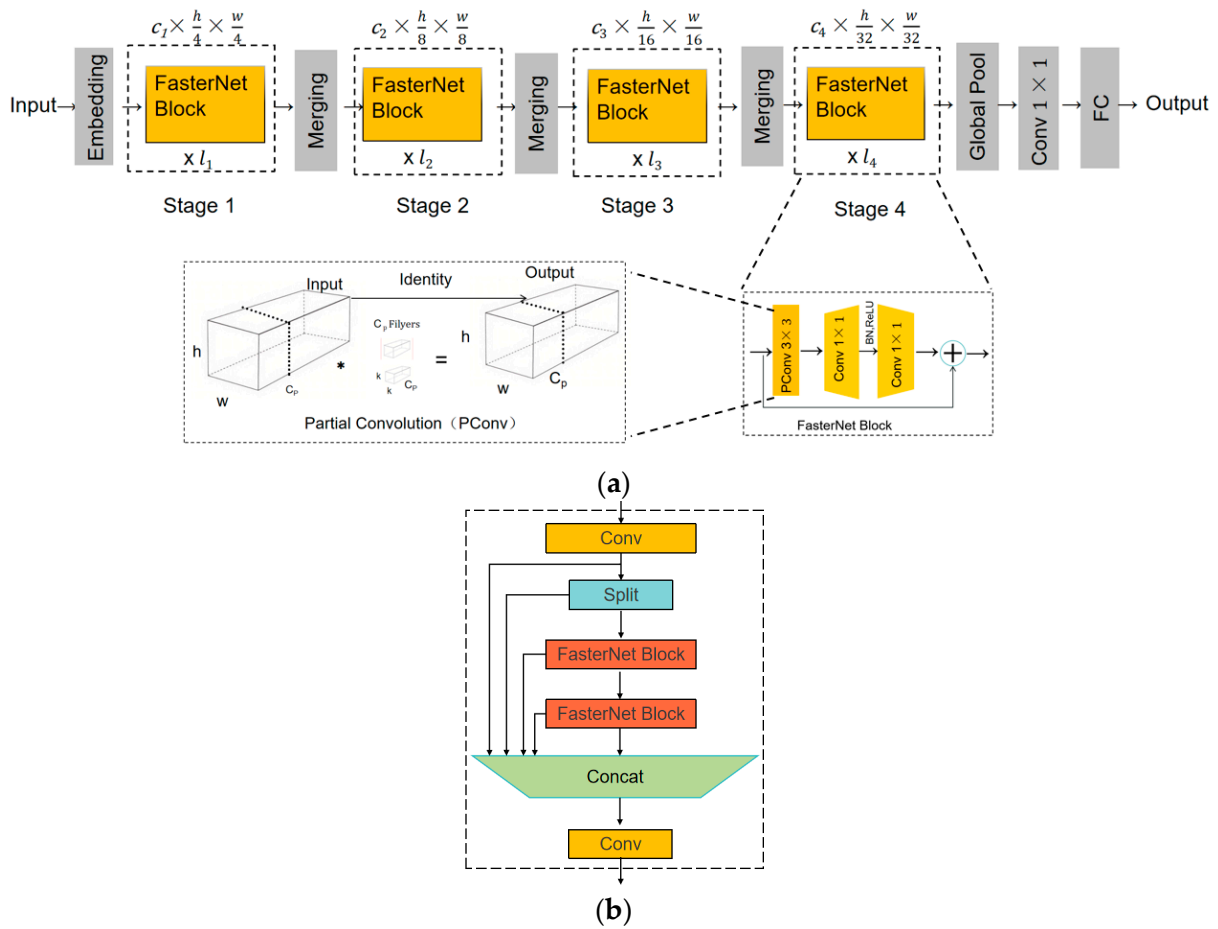 c₁ × h/4 × w/4
c₂ × h/8 × w/8
c₃ × h/16 × w/16
c₄ × h/32 × w/32
Input
Embedding
FasterNet
Block
x l₁
Merging
FasterNet
Block
x l₂
Merging
FasterNet
Block
x l₃
Merging
FasterNet
Block
x l₄
Global Pool
Conv 1 × 1
FC
Output
Stage 1
Stage 2
Stage 3
Stage 4
Input
Identity
Output
h
w
Cₚ
*
Cₚ Filyers
k
k
Cₚ
=
h
w
Cₚ
Partial Convolution（PConv）
PConv 3 × 3
Conv 1 × 1
BN,ReLU
Conv 1 × 1
+
FasterNet Block
(a)
Conv
Split
FasterNet Block
FasterNet Block
Concat
Conv
(b)